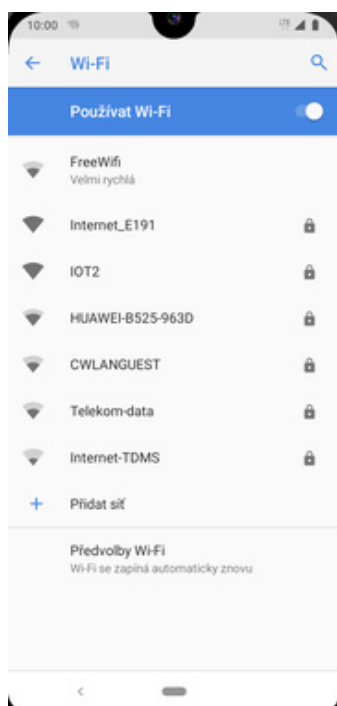 10:00
LTE
Wi-Fi
Používat Wi-Fi
FreeWifi
Velmi rychlá
Internet_E191
IOT2
HUAWEI-B525-963D
CWLANGUEST
Telekom-data
Internet-TDMS
Přidat síť
Předvolby Wi-Fi
Wi-Fi se zapíná automaticky znovu